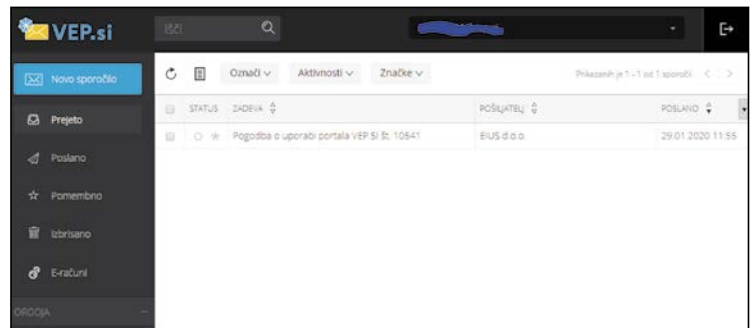 VEP.si
IŠČI
Novo sporočilo
Označi Aktivnosti Značke
Prikazanih je 1 - 1 od 1 sporočil
Prejeto
STATUS ZADEVA POŠILJATELJ POSLANO
Pogodba o uporabi portala VEP.SI št. 10541 EIUS d.o.o. 29.01.2020 11:55
Poslano
Pomembno
Izbrisano
E-računi
ORODJA